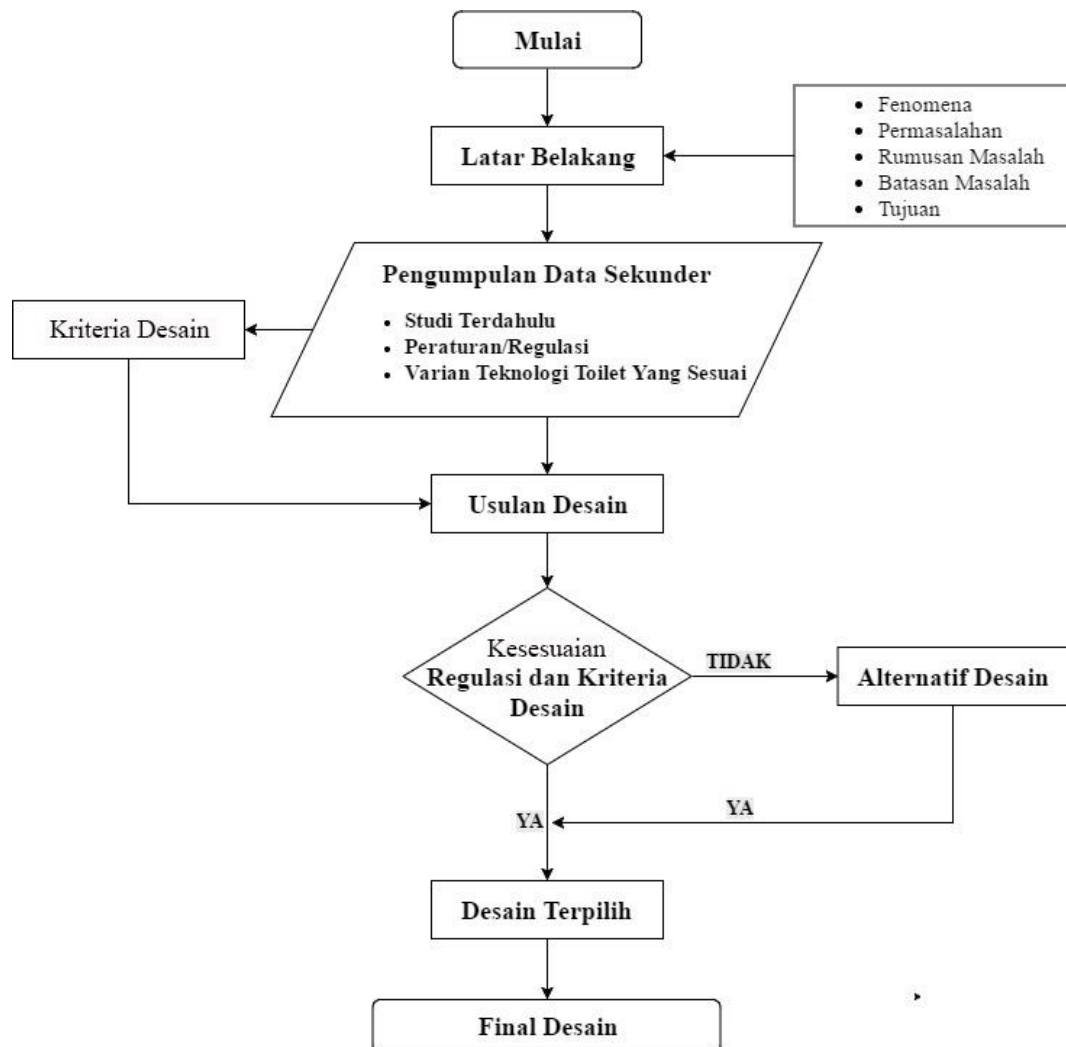 Mulai
Latar Belakang
• Fenomena
• Permasalahan
• Rumusan Masalah
• Batasan Masalah
• Tujuan
Pengumpulan Data Sekunder
• Studi Terdahulu
• Peraturan/Regulasi
• Varian Teknologi Toilet Yang Sesuai
Kriteria Desain
Usulan Desain
Kesesuaian
Regulasi dan Kriteria
Desain
TIDAK
Alternatif Desain
YA
YA
Desain Terpilih
Final Desain